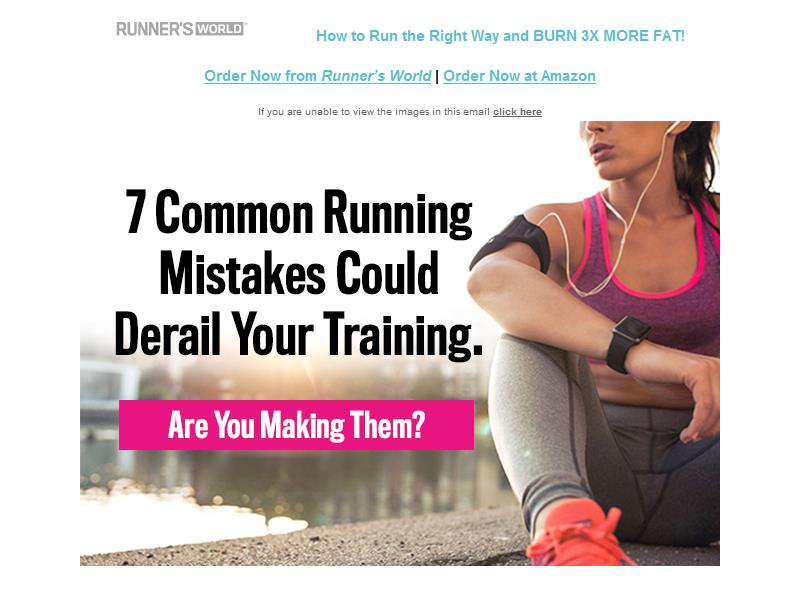 RUNNER'S WORLD
How to Run the Right Way and BURN 3X MORE FAT!
Order Now from Runner's World | Order Now at Amazon
If you are unable to view the images in this email click here
7 Common Running
Mistakes Could
Derail Your Training.
Are You Making Them?